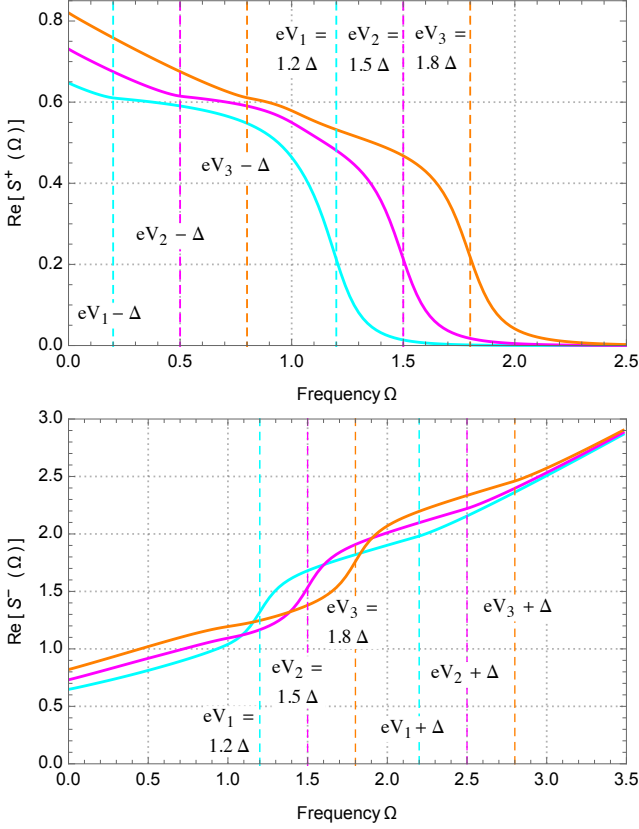 0.8
0.6
0.4
0.2
0.0
Re[ S⁺ (Ω)]
eV₁ =
1.2 Δ
eV₂ =
1.5 Δ
eV₃ =
1.8 Δ
eV₃ − Δ
eV₂ − Δ
eV₁− Δ
0.0 0.5 1.0 1.5 2.0 2.5
Frequency Ω
3.0
2.5
2.0
1.5
1.0
0.5
0.0
Re[ S⁻ (Ω)]
eV₃ =
1.8 Δ
eV₃ + Δ
eV₂ =
1.5 Δ
eV₂ + Δ
eV₁ =
1.2 Δ
eV₁+ Δ
0.0 0.5 1.0 1.5 2.0 2.5 3.0 3.5
Frequency Ω